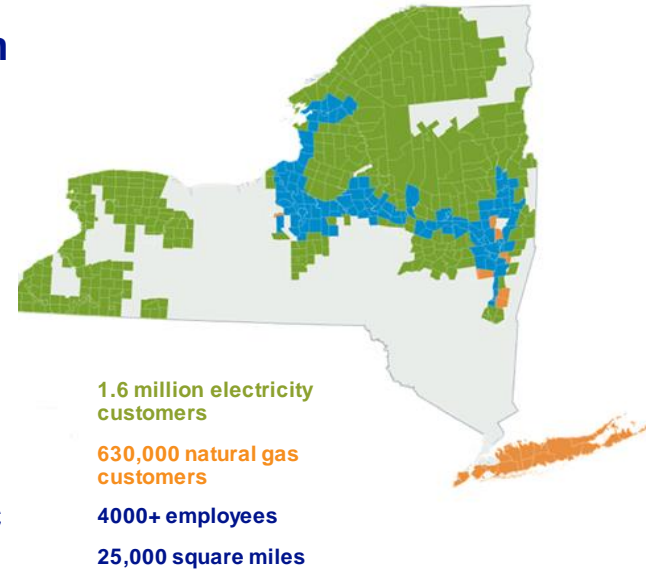 1.6 million electricity
customers
630,000 natural gas
customers
4000+ employees
25,000 square miles